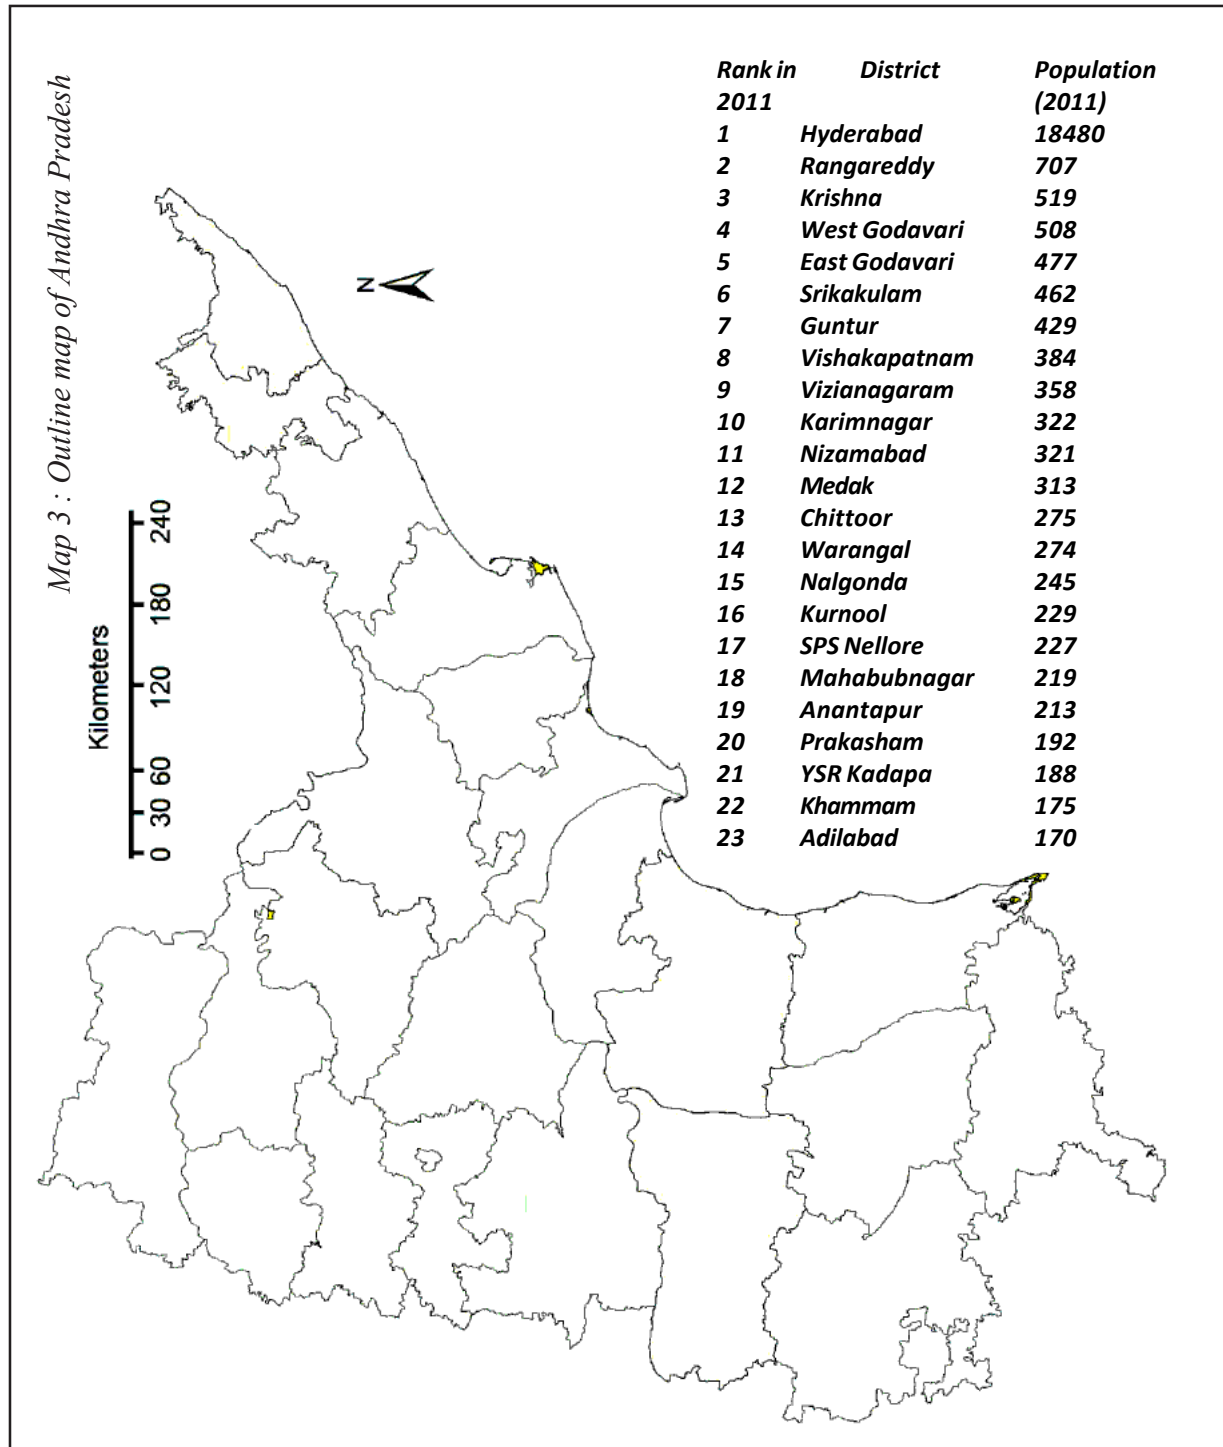 Map 3 : Outline map of Andhra Pradesh
Rank in 2011 District Population (2011)
1 Hyderabad 18480
2 Rangareddy 707
3 Krishna 519
4 West Godavari 508
5 East Godavari 477
6 Srikakulam 462
7 Guntur 429
8 Vishakapatnam 384
9 Vizianagaram 358
10 Karimnagar 322
11 Nizamabad 321
12 Medak 313
13 Chittoor 275
14 Warangal 274
15 Nalgonda 245
16 Kurnool 229
17 SPS Nellore 227
18 Mahabubnagar 219
19 Anantapur 213
20 Prakasham 192
21 YSR Kadapa 188
22 Khammam 175
23 Adilabad 170
N
Kilometers
0 30 60 120 180 240